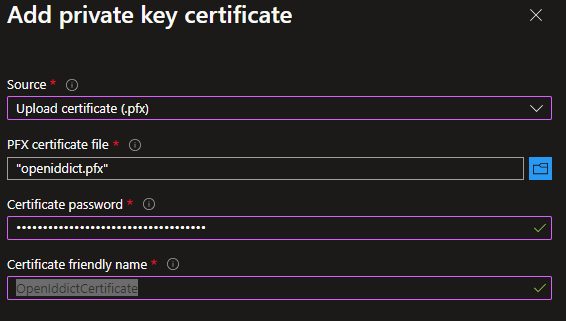 Add private key certificate
Source *
Upload certificate (.pfx)
PFX certificate file *
"openiddict.pfx"
Certificate password *
••••••••••••••••••••••••••••••••••••
Certificate friendly name *
OpenIddictCertificate